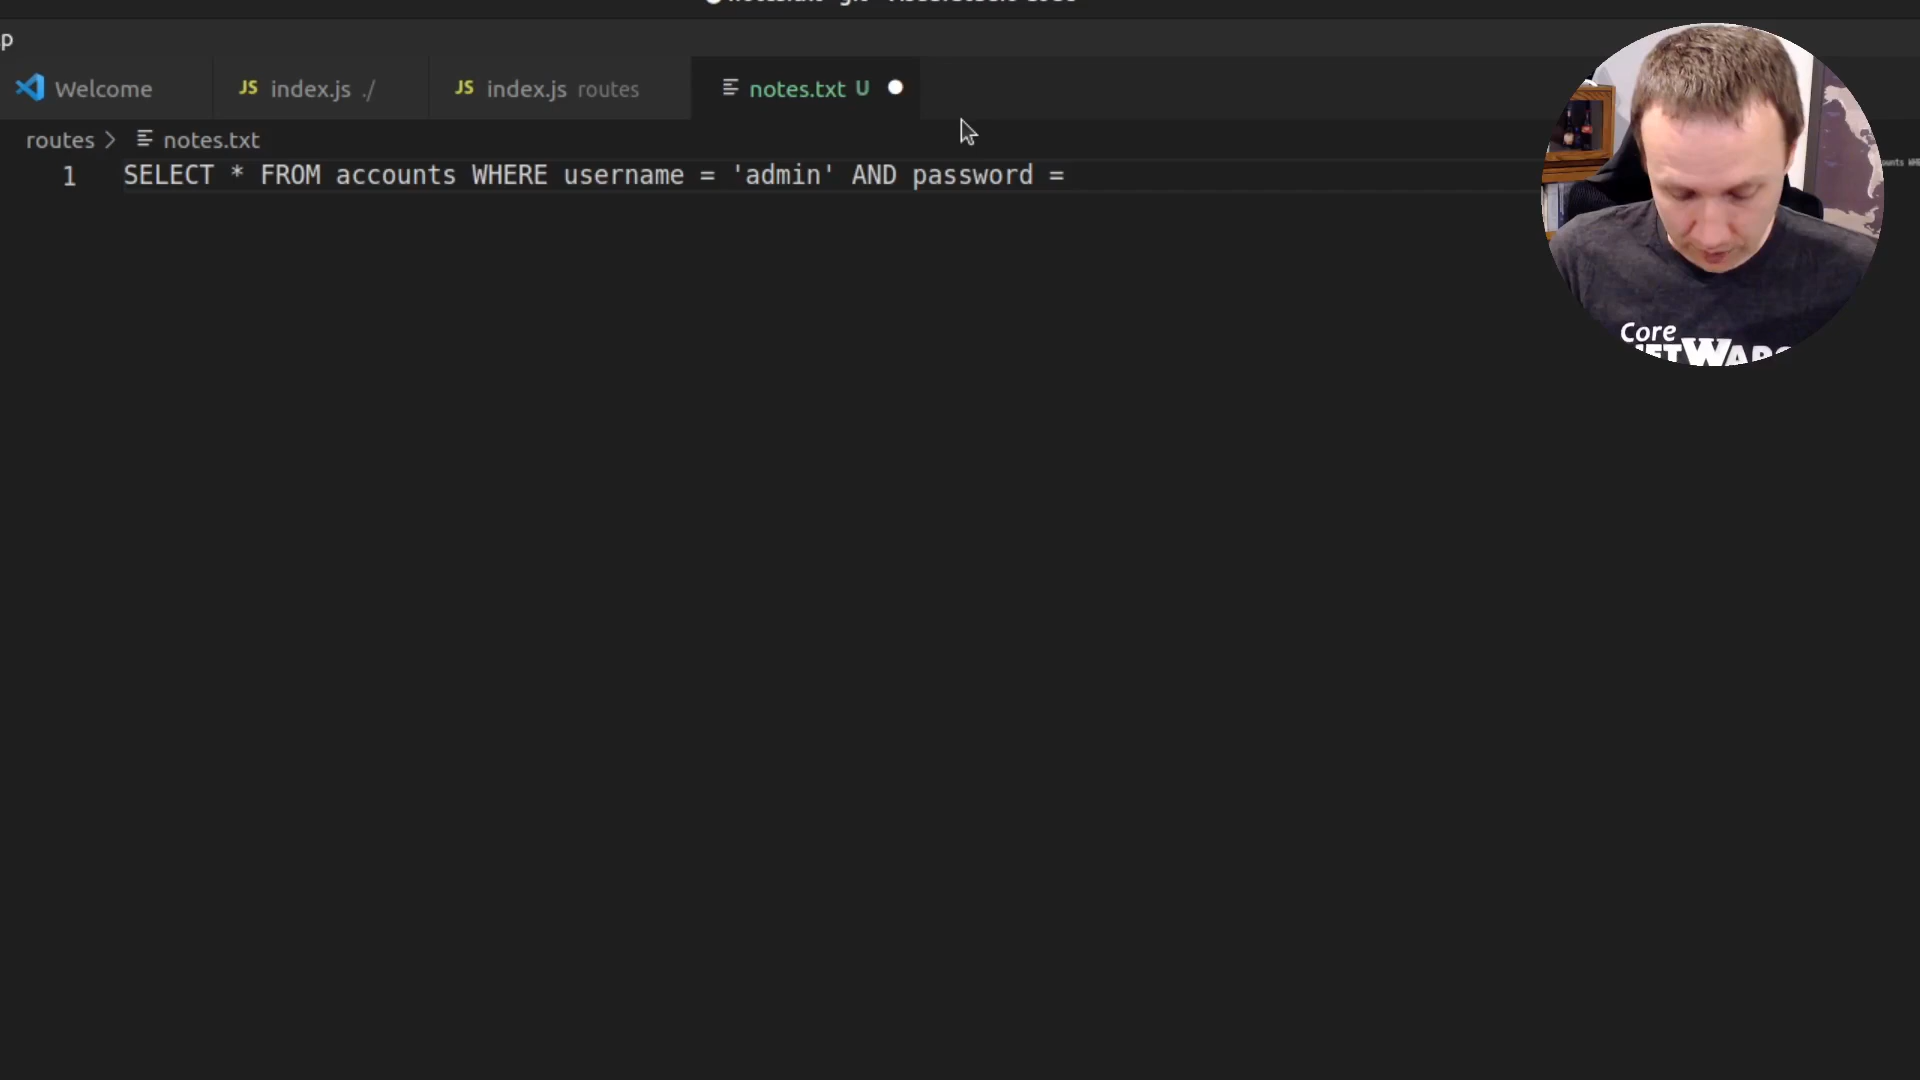 p
Welcome
JS index.js ./
JS index.js routes
notes.txt U
routes > notes.txt
1 SELECT * FROM accounts WHERE username = 'admin' AND password =
Core